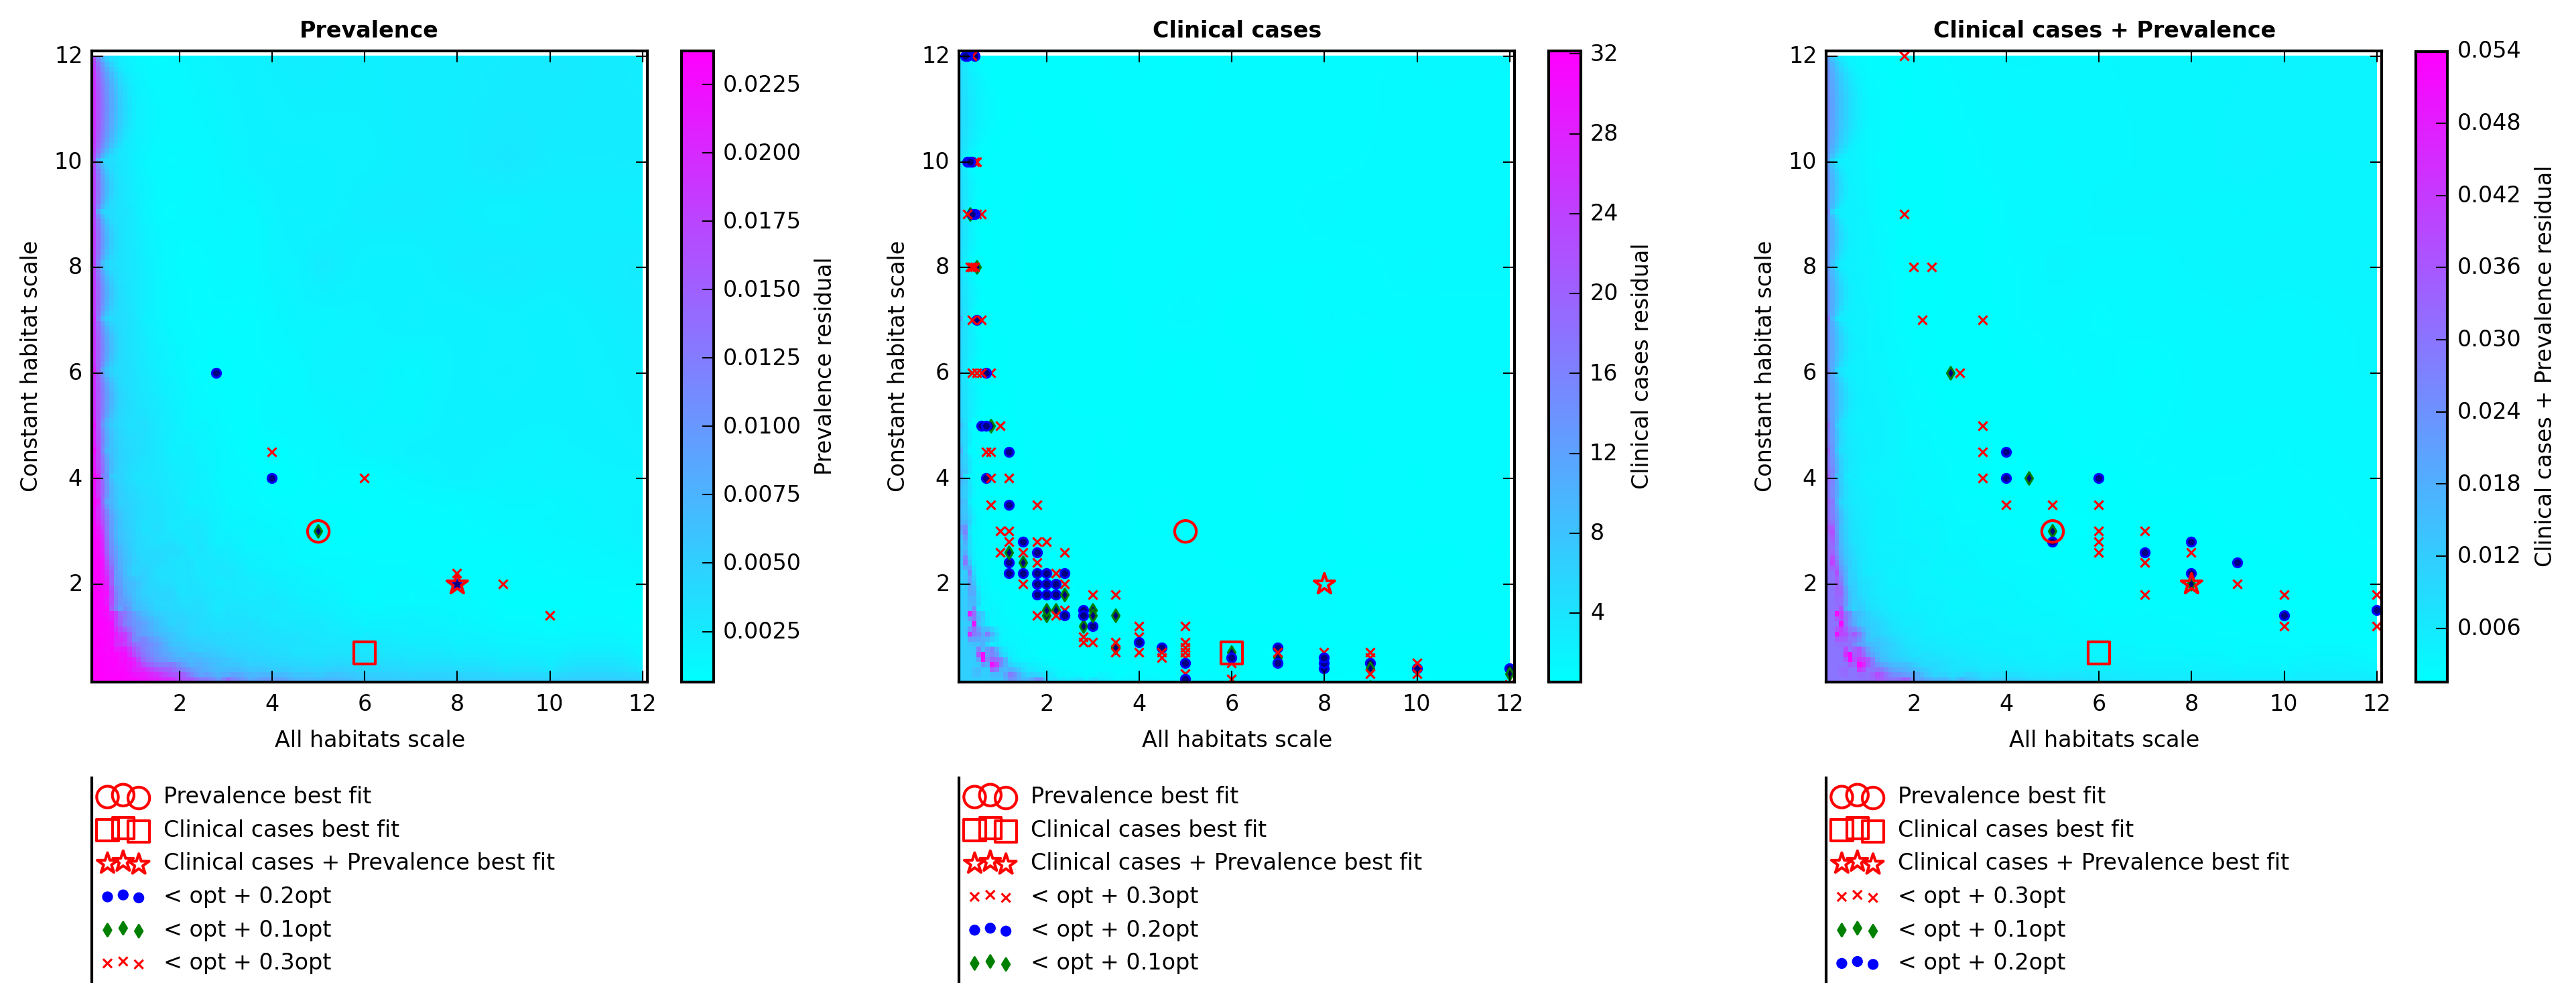 Prevalence
12
10
8
6
4
2
2 4 6 8 10 12
Constant habitat scale
All habitats scale
0.0225
0.0200
0.0175
0.0150
0.0125
0.0100
0.0075
0.0050
0.0025
Prevalence residual
Prevalence best fit
Clinical cases best fit
Clinical cases + Prevalence best fit
< opt + 0.2opt
< opt + 0.1opt
< opt + 0.3opt
Clinical cases
12
10
8
6
4
2
2 4 6 8 10 12
Constant habitat scale
All habitats scale
32
28
24
20
16
12
8
4
Clinical cases residual
Prevalence best fit
Clinical cases best fit
Clinical cases + Prevalence best fit
< opt + 0.3opt
< opt + 0.2opt
< opt + 0.1opt
Clinical cases + Prevalence
12
10
8
6
4
2
2 4 6 8 10 12
Constant habitat scale
All habitats scale
0.054
0.048
0.042
0.036
0.030
0.024
0.018
0.012
0.006
Clinical cases + Prevalence residual
Prevalence best fit
Clinical cases best fit
Clinical cases + Prevalence best fit
< opt + 0.3opt
< opt + 0.1opt
< opt + 0.2opt